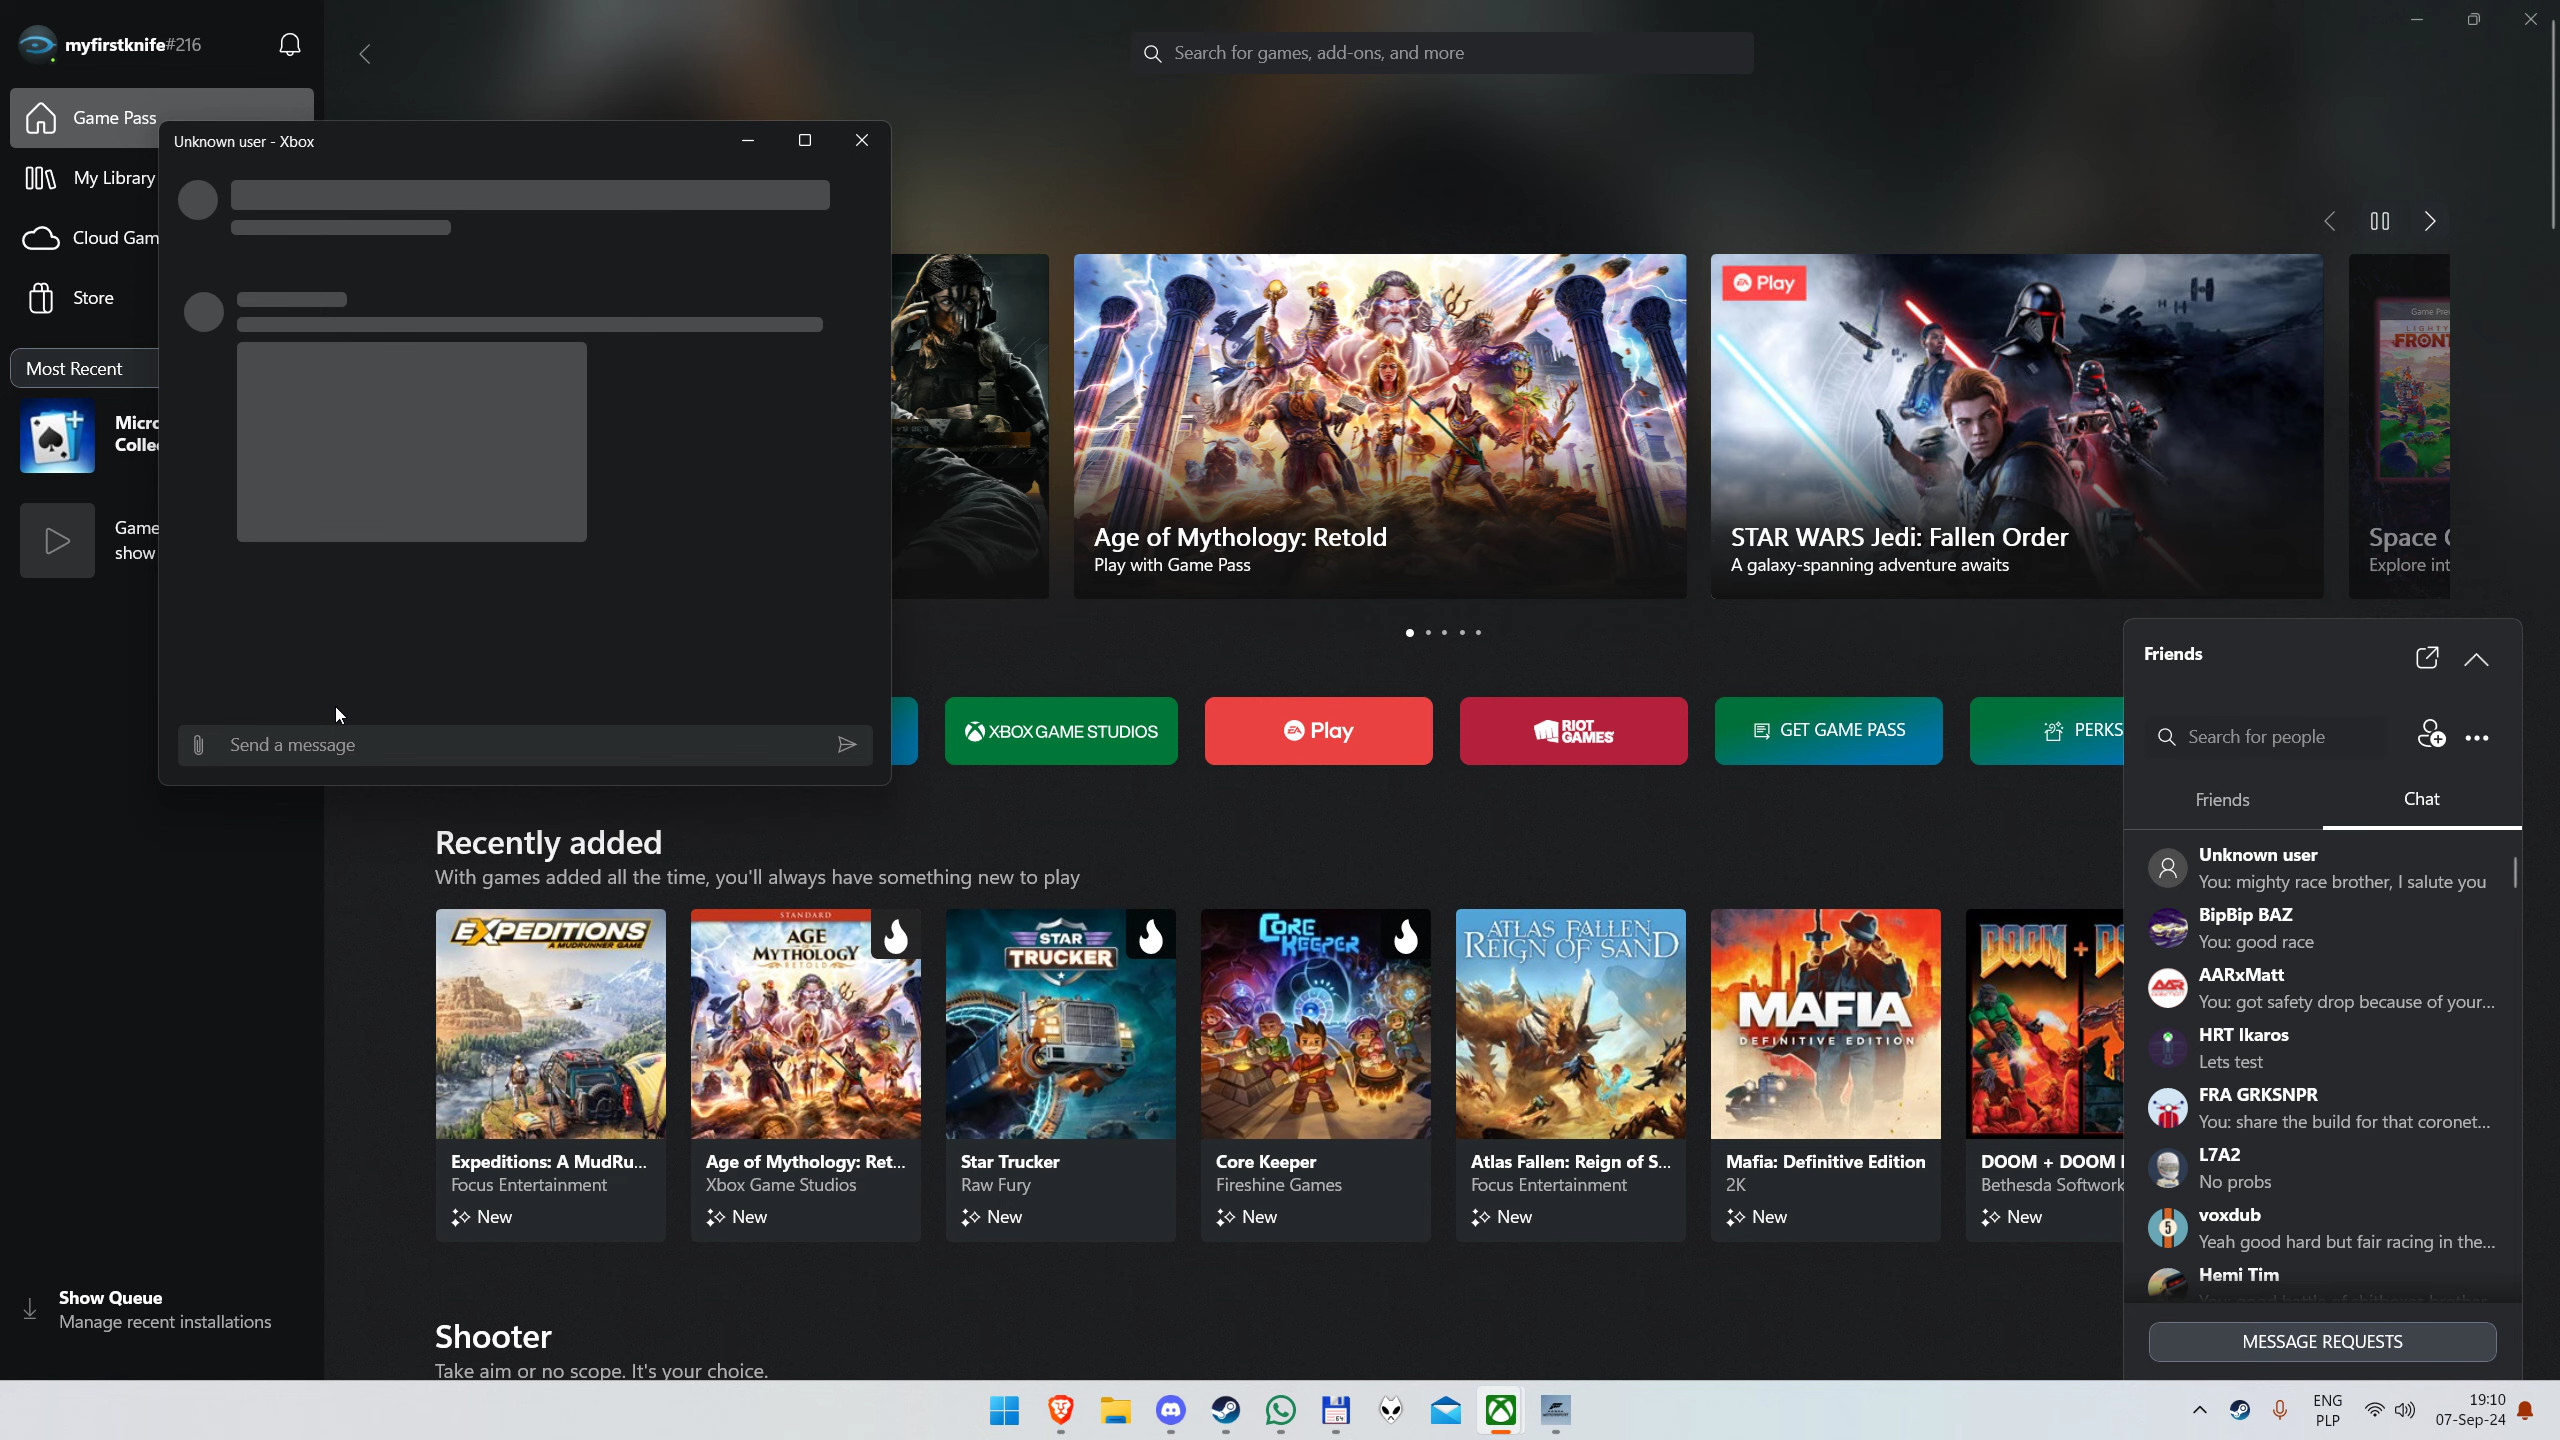 myfirstknife#216
Search for games, add-ons, and more
Game Pass
My Library
Cloud Gam
Store
Most Recent
Micro
Colle
Game
show
Show Queue
Manage recent installations
Unknown user - Xbox
Send a message
Age of Mythology: Retold
Play with Game Pass
EA Play
STAR WARS Jedi: Fallen Order
A galaxy-spanning adventure awaits
Game Pre
LIGHTY
FRONT
Space
Explore int
XBOX GAME STUDIOS
EA Play
RIOT
GAMES
GET GAME PASS
PERKS
Recently added
With games added all the time, you'll always have something new to play
EXPEDITIONS
A MUDRUNNER GAME
Expeditions: A MudRu...
Focus Entertainment
New
STANDARD
AGE
OF
MYTHOLOGY
RETOLD
Age of Mythology: Ret...
Xbox Game Studios
New
STAR
TRUCKER
Star Trucker
Raw Fury
New
CORE
KEEPER
Core Keeper
Fireshine Games
New
ATLAS FALLEN
REIGN OF SAND
Atlas Fallen: Reign of S...
Focus Entertainment
New
MAFIA
DEFINITIVE EDITION
Mafia: Definitive Edition
2K
New
DOOM + DO
DOOM + DOOM
Bethesda Softwork
New
Shooter
Take aim or no scope. It's your choice.
Friends
Search for people
Friends
Chat
Unknown user
You: mighty race brother, I salute you
BipBip BAZ
You: good race
AARxMatt
You: got safety drop because of your...
HRT Ikaros
Lets test
FRA GRKSNPR
You: share the build for that coronet...
L7A2
No probs
voxdub
Yeah good hard but fair racing in the...
Hemi Tim
MESSAGE REQUESTS
ENG
PLP
19:10
07-Sep-24